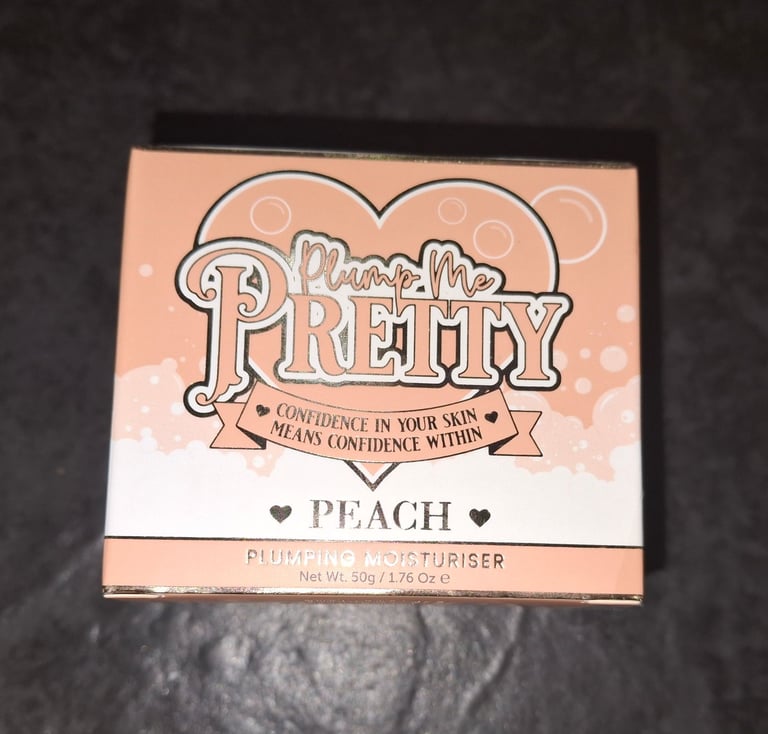 Plump Me
PRETTY
CONFIDENCE IN YOUR SKIN
MEANS CONFIDENCE WITHIN
PEACH
PLUMPING MOISTURISER
Net Wt. 50g / 1.76 Oz ℮